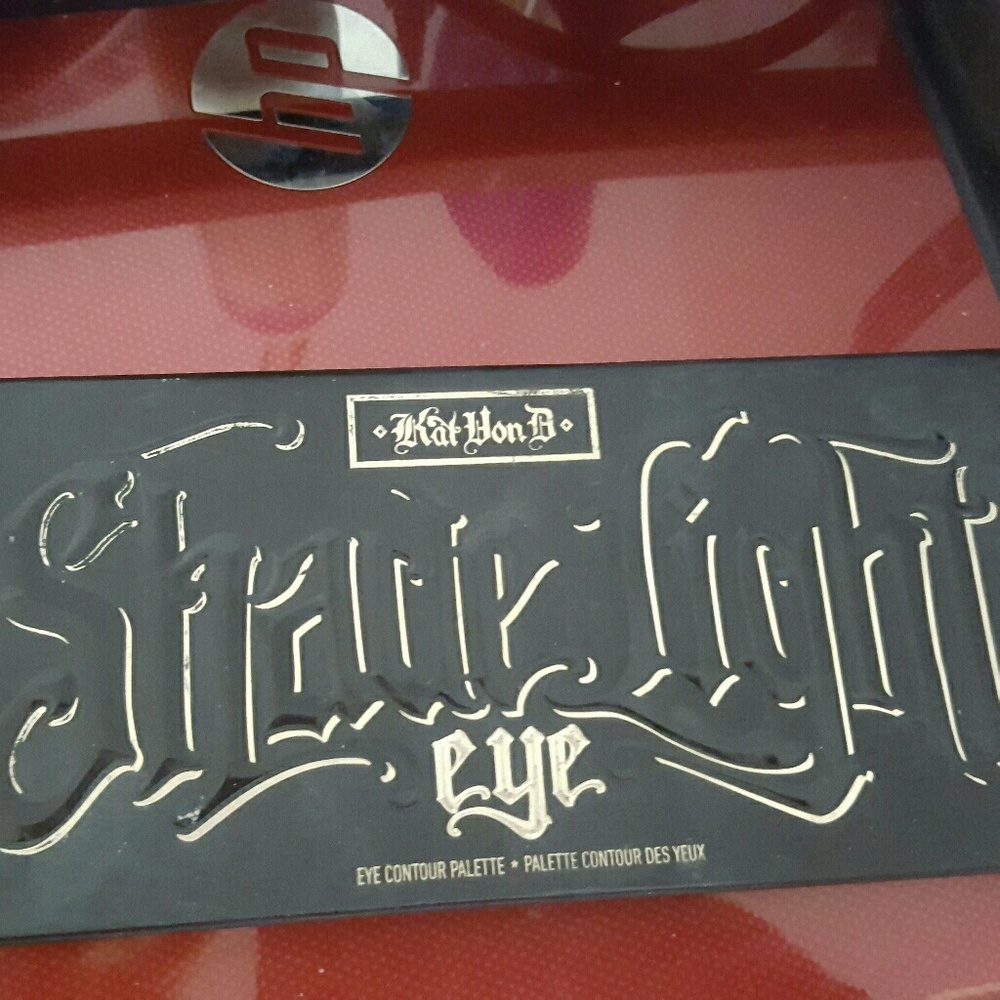 hp
Kat Von D
Shade Light
eye
EYE CONTOUR PALETTE ★ PALETTE CONTOUR DES YEUX